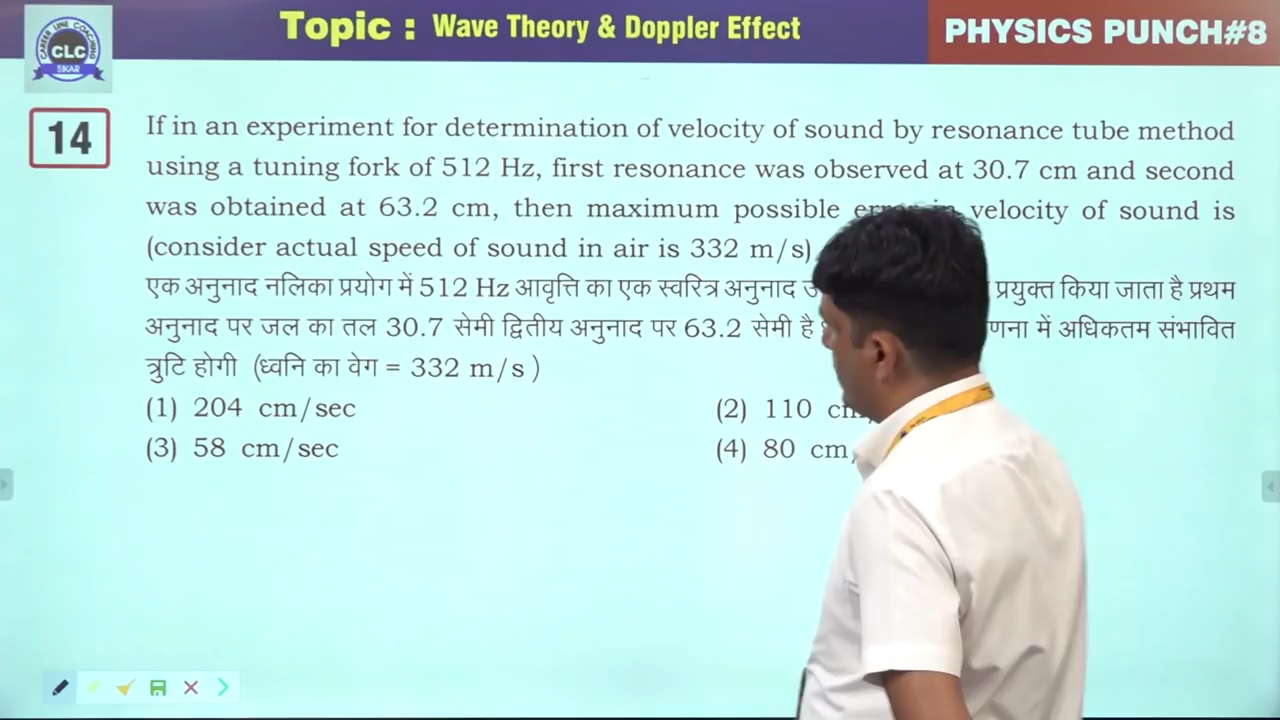 CAREER LINE COACHING
CLC
SIKAR
Topic : Wave Theory & Doppler Effect
PHYSICS PUNCH#8
14
If in an experiment for determination of velocity of sound by resonance tube method
using a tuning fork of 512 Hz, first resonance was observed at 30.7 cm and second
was obtained at 63.2 cm, then maximum possible velocity of sound is
(consider actual speed of sound in air is 332 m/s)
एक अनुनाद नलिका प्रयोग में 512 Hz आवृत्ति का एक स्वरित्र अनुनाद प्रयुक्त किया जाता है प्रथम
अनुनाद पर जल का तल 30.7 सेमी द्वितीय अनुनाद पर 63.2 सेमी है में अधिकतम संभावित
त्रुटि होगी (ध्वनि का वेग = 332 m/s )
(1) 204 cm/sec
(2) 110
(3) 58 cm/sec
(4) 80 cm